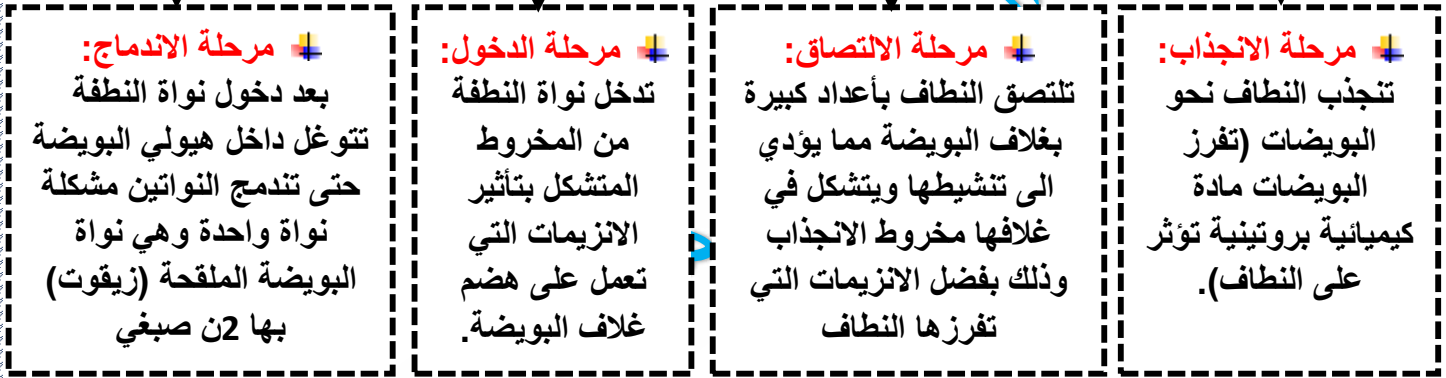 مرحلة الانجذاب:
تنجذب النطاف نحو
البويضات (تفرز
البويضات مادة
كيميائية بروتينية تؤثر
على النطاف).
مرحلة الالتصاق:
تلتصق النطاف بأعداد كبيرة
بغلاف البويضة مما يؤدي
الى تنشيطها ويتشكل في
غلافها مخروط الانجذاب
وذلك بفضل الانزيمات التي
تفرزها النطاف
مرحلة الدخول:
تدخل نواة النطفة
من المخروط
المتشكل بتأثير
الانزيمات التي
تعمل على هضم
غلاف البويضة.
مرحلة الاندماج:
بعد دخول نواة النطفة
تتوغل داخل هيولي البويضة
حتى تندمج النواتين مشكلة
نواة واحدة وهي نواة
البويضة الملقحة (زيقوت)
بها 2ن صبغي